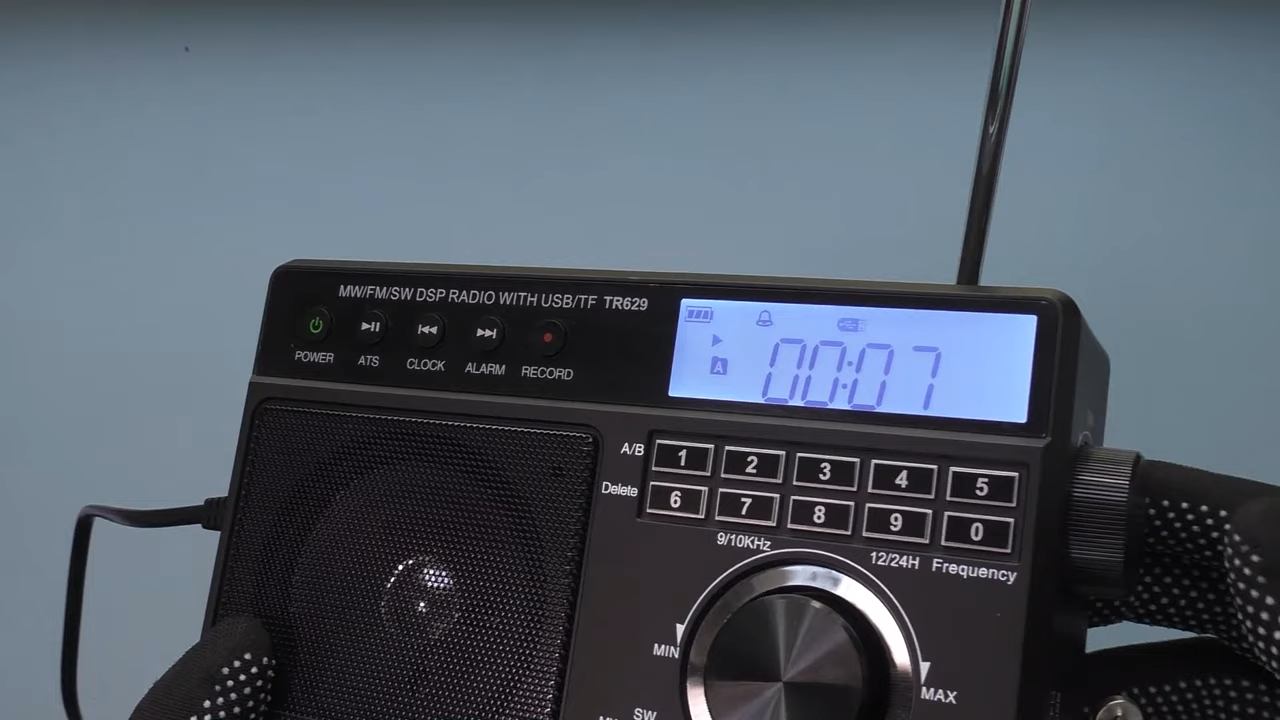 MW/FM/SW DSP RADIO WITH USB/TF TR629
POWER ATS CLOCK ALARM RECORD
A
00:07
A/B 1 2 3 4 5
Delete 6 7 8 9 0
9/10KHz 12/24H Frequency
MIN MAX
SW